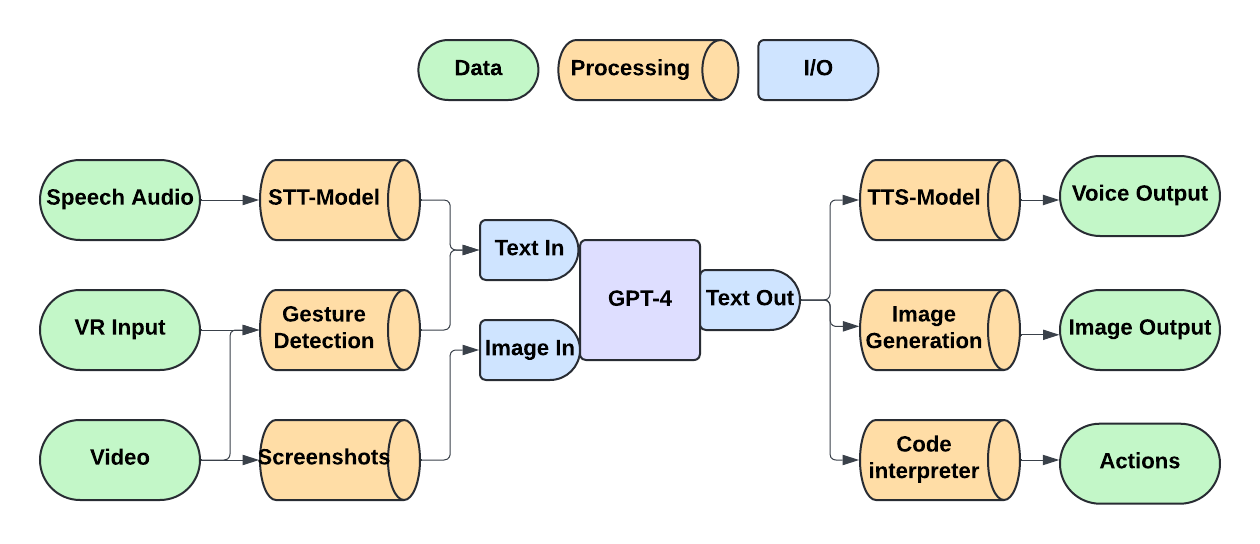 Data
Processing
I/O
Speech Audio
STT-Model
Text In
GPT-4
Text Out
TTS-Model
Voice Output
VR Input
Gesture
Detection
Image In
Image
Generation
Image Output
Video
Screenshots
Code
interpreter
Actions